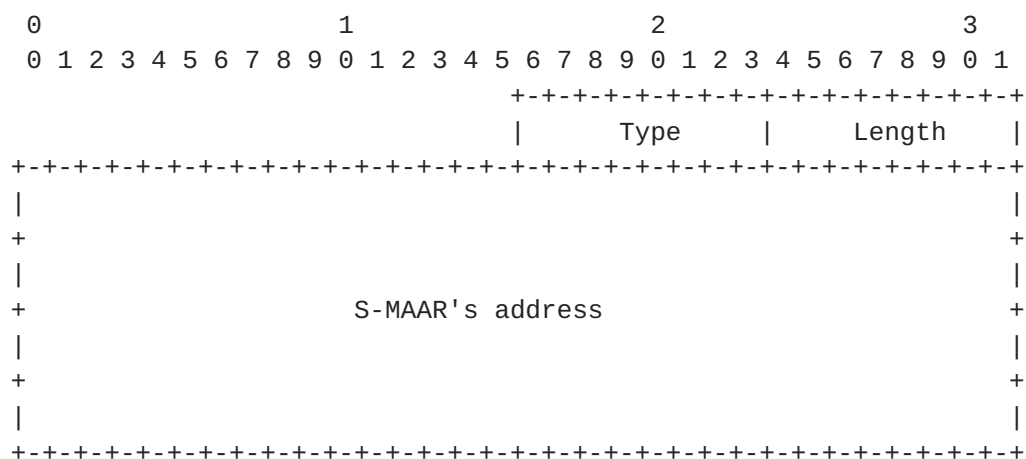 0                   1                   2                   3
 0 1 2 3 4 5 6 7 8 9 0 1 2 3 4 5 6 7 8 9 0 1 2 3 4 5 6 7 8 9 0 1
                                +-+-+-+-+-+-+-+-+-+-+-+-+-+-+-+-+
                                |      Type     |     Length    |
+-+-+-+-+-+-+-+-+-+-+-+-+-+-+-+-+-+-+-+-+-+-+-+-+-+-+-+-+-+-+-+-+
|                                                               |
+                                                               +
|                                                               |
+                     S-MAAR's address                          +
|                                                               |
+                                                               +
|                                                               |
+-+-+-+-+-+-+-+-+-+-+-+-+-+-+-+-+-+-+-+-+-+-+-+-+-+-+-+-+-+-+-+-+